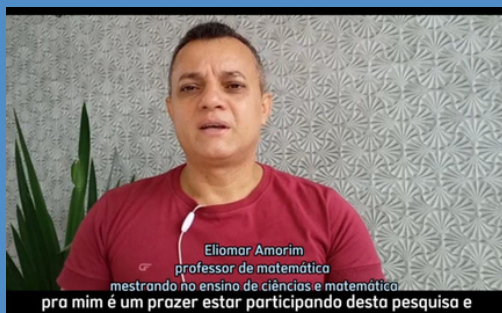 Eliomar Amorim
professor de matemática
mestrando no ensino de ciências e matemática
pra mim é um prazer estar participando desta pesquisa e